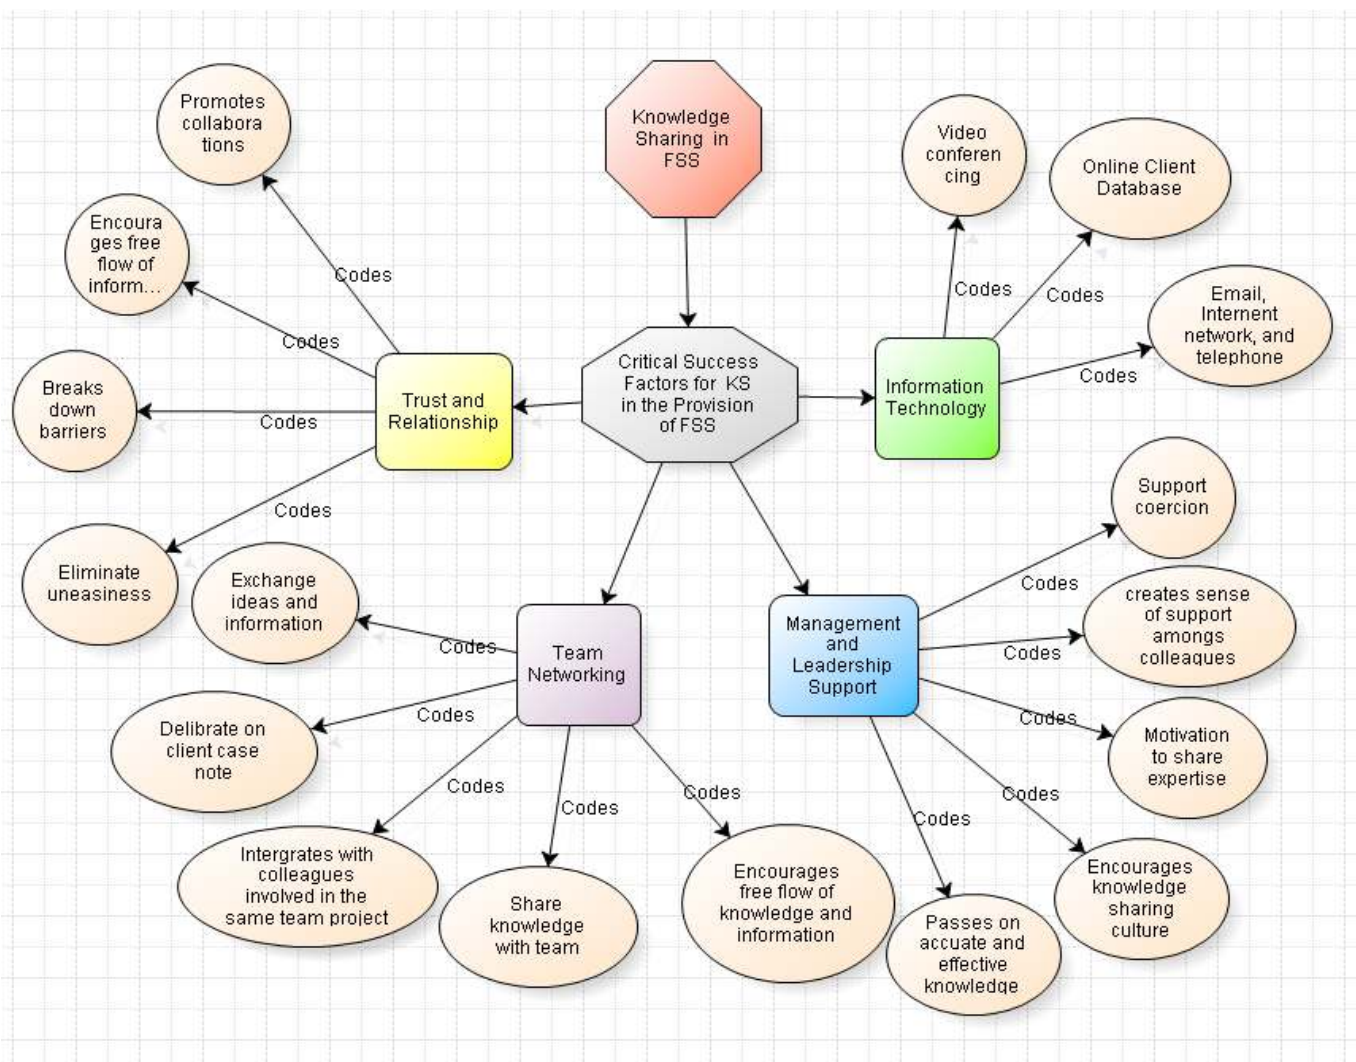 Knowledge
Sharing in
FSS
Promotes
collabora
tions
Video
conferen
cing
Online Client
Database
Encoura
ges free
flow of
inform...
Codes
Codes
Codes
Email,
Internent
network, and
telephone
Codes
Codes
Critical Success
Factors for KS
in the Provision
of FSS
Information
Technology
Trust and
Relationship
Breaks
down
barriers
Codes
Codes
Support
coercion
Eliminate
uneasiness
Exchange
ideas and
information
Codes
creates sense
of support
amongs
colleagues
Codes
Team
Networking
Codes
Management
and
Leadership
Support
Codes
Codes
Delibrate on
client case
note
Motivation
to share
expertise
Codes
Codes
Codes
Codes
Codes
Intergrates with
colleagues
involved in the
same team project
Share
knowledge
with team
Encourages
free flow of
knowledge and
information
Encourages
knowledge
sharing
culture
Passes on
accuate and
effective
knowledge